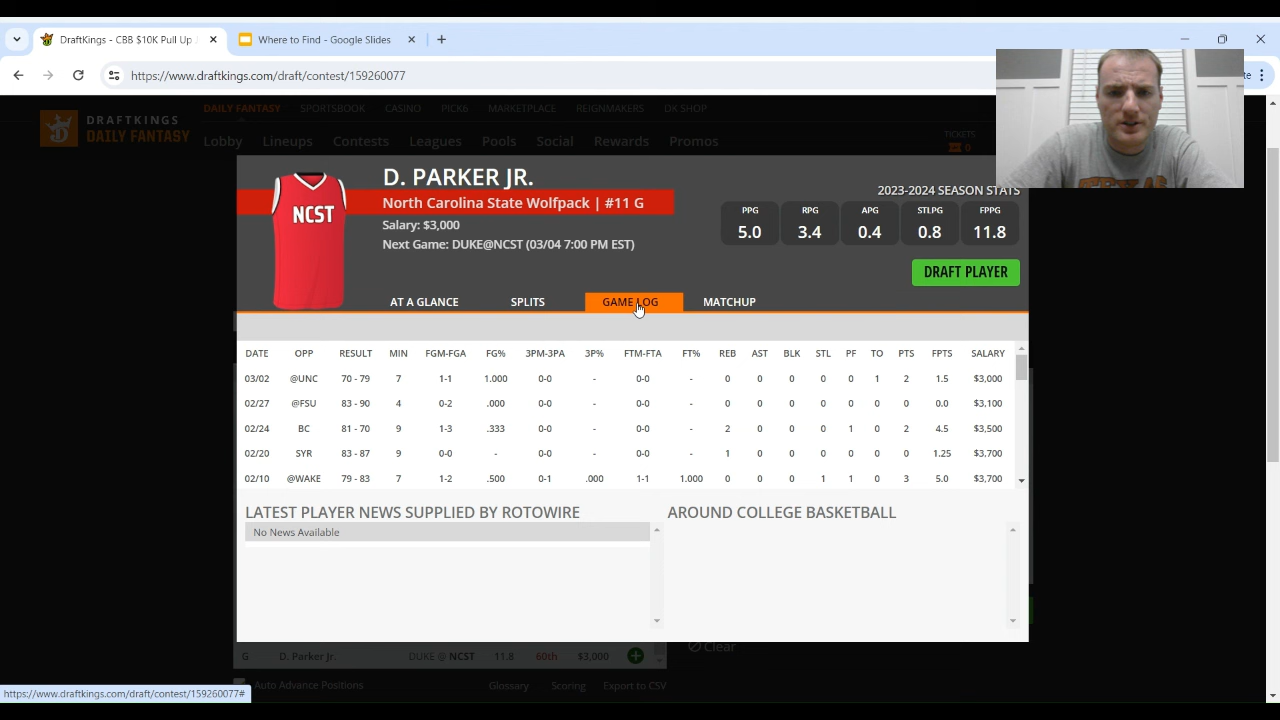 DraftKings - CBB $10K Pull Up
Where to Find - Google Slides
https://www.draftkings.com/draft/contest/159260077
DAILY FANTASY SPORTSBOOK CASINO PICK6 MARKETPLACE REIGNMAKERS DK SHOP
DRAFTKINGS
DAILY FANTASY
Lobby Lineups Contests Leagues Pools Social Rewards Promos
TICKETS
0
D. PARKER JR.
North Carolina State Wolfpack | #11 G
Salary: $3,000
Next Game: DUKE@NCST (03/04 7:00 PM EST)
NCST
2023-2024 SEASON STATS
PPG RPG APG STLPG FPPG
5.0 3.4 0.4 0.8 11.8
DRAFT PLAYER
AT A GLANCE SPLITS GAME LOG MATCHUP
DATE OPP RESULT MIN FGM-FGA FG% 3PM-3PA 3P% FTM-FTA FT% REB AST BLK STL PF TO PTS FPTS SALARY
03/02 @UNC 70 - 79 7 1-1 1.000 0-0 - 0-0 - 0 0 0 0 0 1 2 1.5 $3,000
02/27 @FSU 83 - 90 4 0-2 .000 0-0 - 0-0 - 0 0 0 0 0 0 0 0.0 $3,100
02/24 BC 81 - 70 9 1-3 .333 0-0 - 0-0 - 2 0 0 0 1 0 2 4.5 $3,500
02/20 SYR 83 - 87 9 0-0 - 0-0 - 0-0 - 1 0 0 0 0 0 0 1.25 $3,700
02/10 @WAKE 79 - 83 7 1-2 .500 0-1 .000 1-1 1.000 0 0 0 1 1 0 3 5.0 $3,700
LATEST PLAYER NEWS SUPPLIED BY ROTOWIRE
No News Available
AROUND COLLEGE BASKETBALL
G D. Parker Jr. DUKE @ NCST 11.8 60th $3,000
Clear
Auto Advance Positions Glossary Scoring Export to CSV
https://www.draftkings.com/draft/contest/159260077#